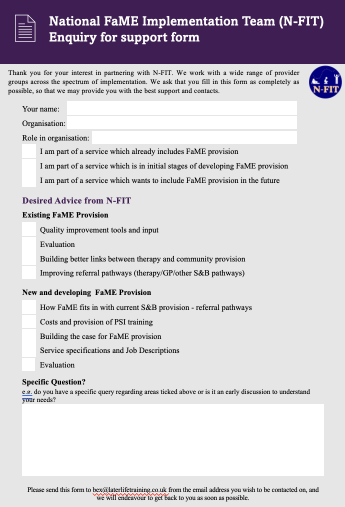 National FaME Implementation Team (N-FIT)
Enquiry for support form
Thank you for your interest in partnering with N-FIT. We work with a wide range of provider
groups across the spectrum of implementation. We ask that you fill in this form as completely as
possible, so that we may provide you with the best support and contacts.
N-FIT
Your name:
Organisation:
Role in organisation:
I am part of a service which already includes FaME provision
I am part of a service which is in initial stages of developing FaME provision
I am part of a service which wants to include FaME provision in the future
Desired Advice from N-FIT
Existing FaME Provision
Quality improvement tools and input
Evaluation
Building better links between therapy and community provision
Improving referral pathways (therapy/GP/other S&B pathways)
New and developing FaME Provision
How FaME fits in with current S&B provision - referral pathways
Costs and provision of PSI training
Building the case for FaME provision
Service specifications and Job Descriptions
Evaluation
Specific Question?
e.g. do you have a specific query regarding areas ticked above or is it an early discussion to understand
your needs?
Please send this form to bex@laterlifetraining.co.uk from the email address you wish to be contacted on, and
we will endeavour to get back to you as soon as possible.